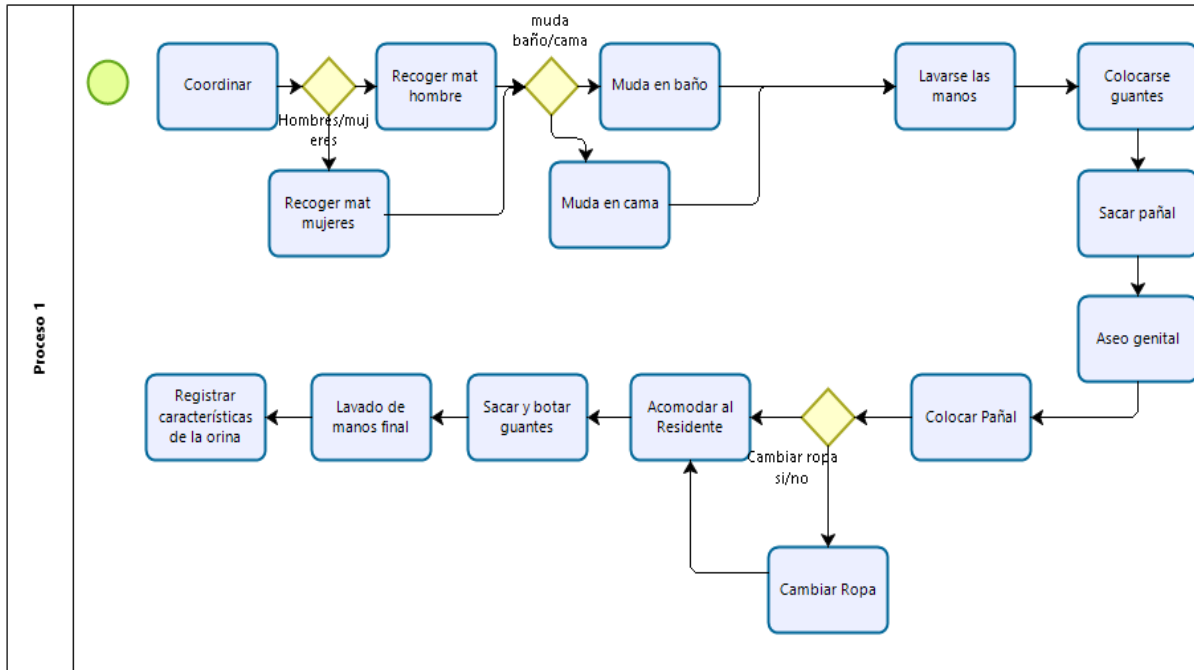 Proceso 1
Coordinar
Hombres/muj
eres
Recoger mat
hombre
Recoger mat
mujeres
muda
baño/cama
Muda en baño
Muda en cama
Lavarse las
manos
Colocarse
guantes
Sacar pañal
Aseo genital
Colocar Pañal
Cambiar ropa
si/no
Cambiar Ropa
Acomodar al
Residente
Sacar y botar
guantes
Lavado de
manos final
Registrar
características
de la orina